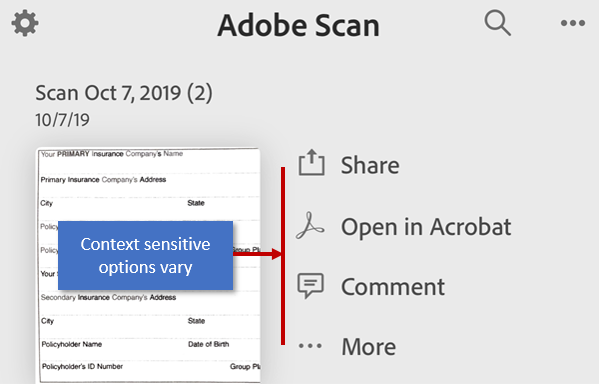 Adobe Scan
Scan Oct 7, 2019 (2)
10/7/19
Your PRIMARY Insurance Company's Name
Primary Insurance Company's Address
City State
Policy
Context sensitive
options vary
Policy Group Pl
Your
Secondary Insurance Company's Address
City State
Policyholder Name Date of Birth
Policyholder's ID Number Group Pla
Share
Open in Acrobat
Comment
More